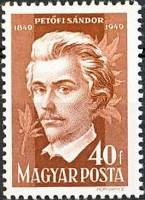 PETŐFI SÁNDOR
1849 1949
40f
MAGYAR POSTA